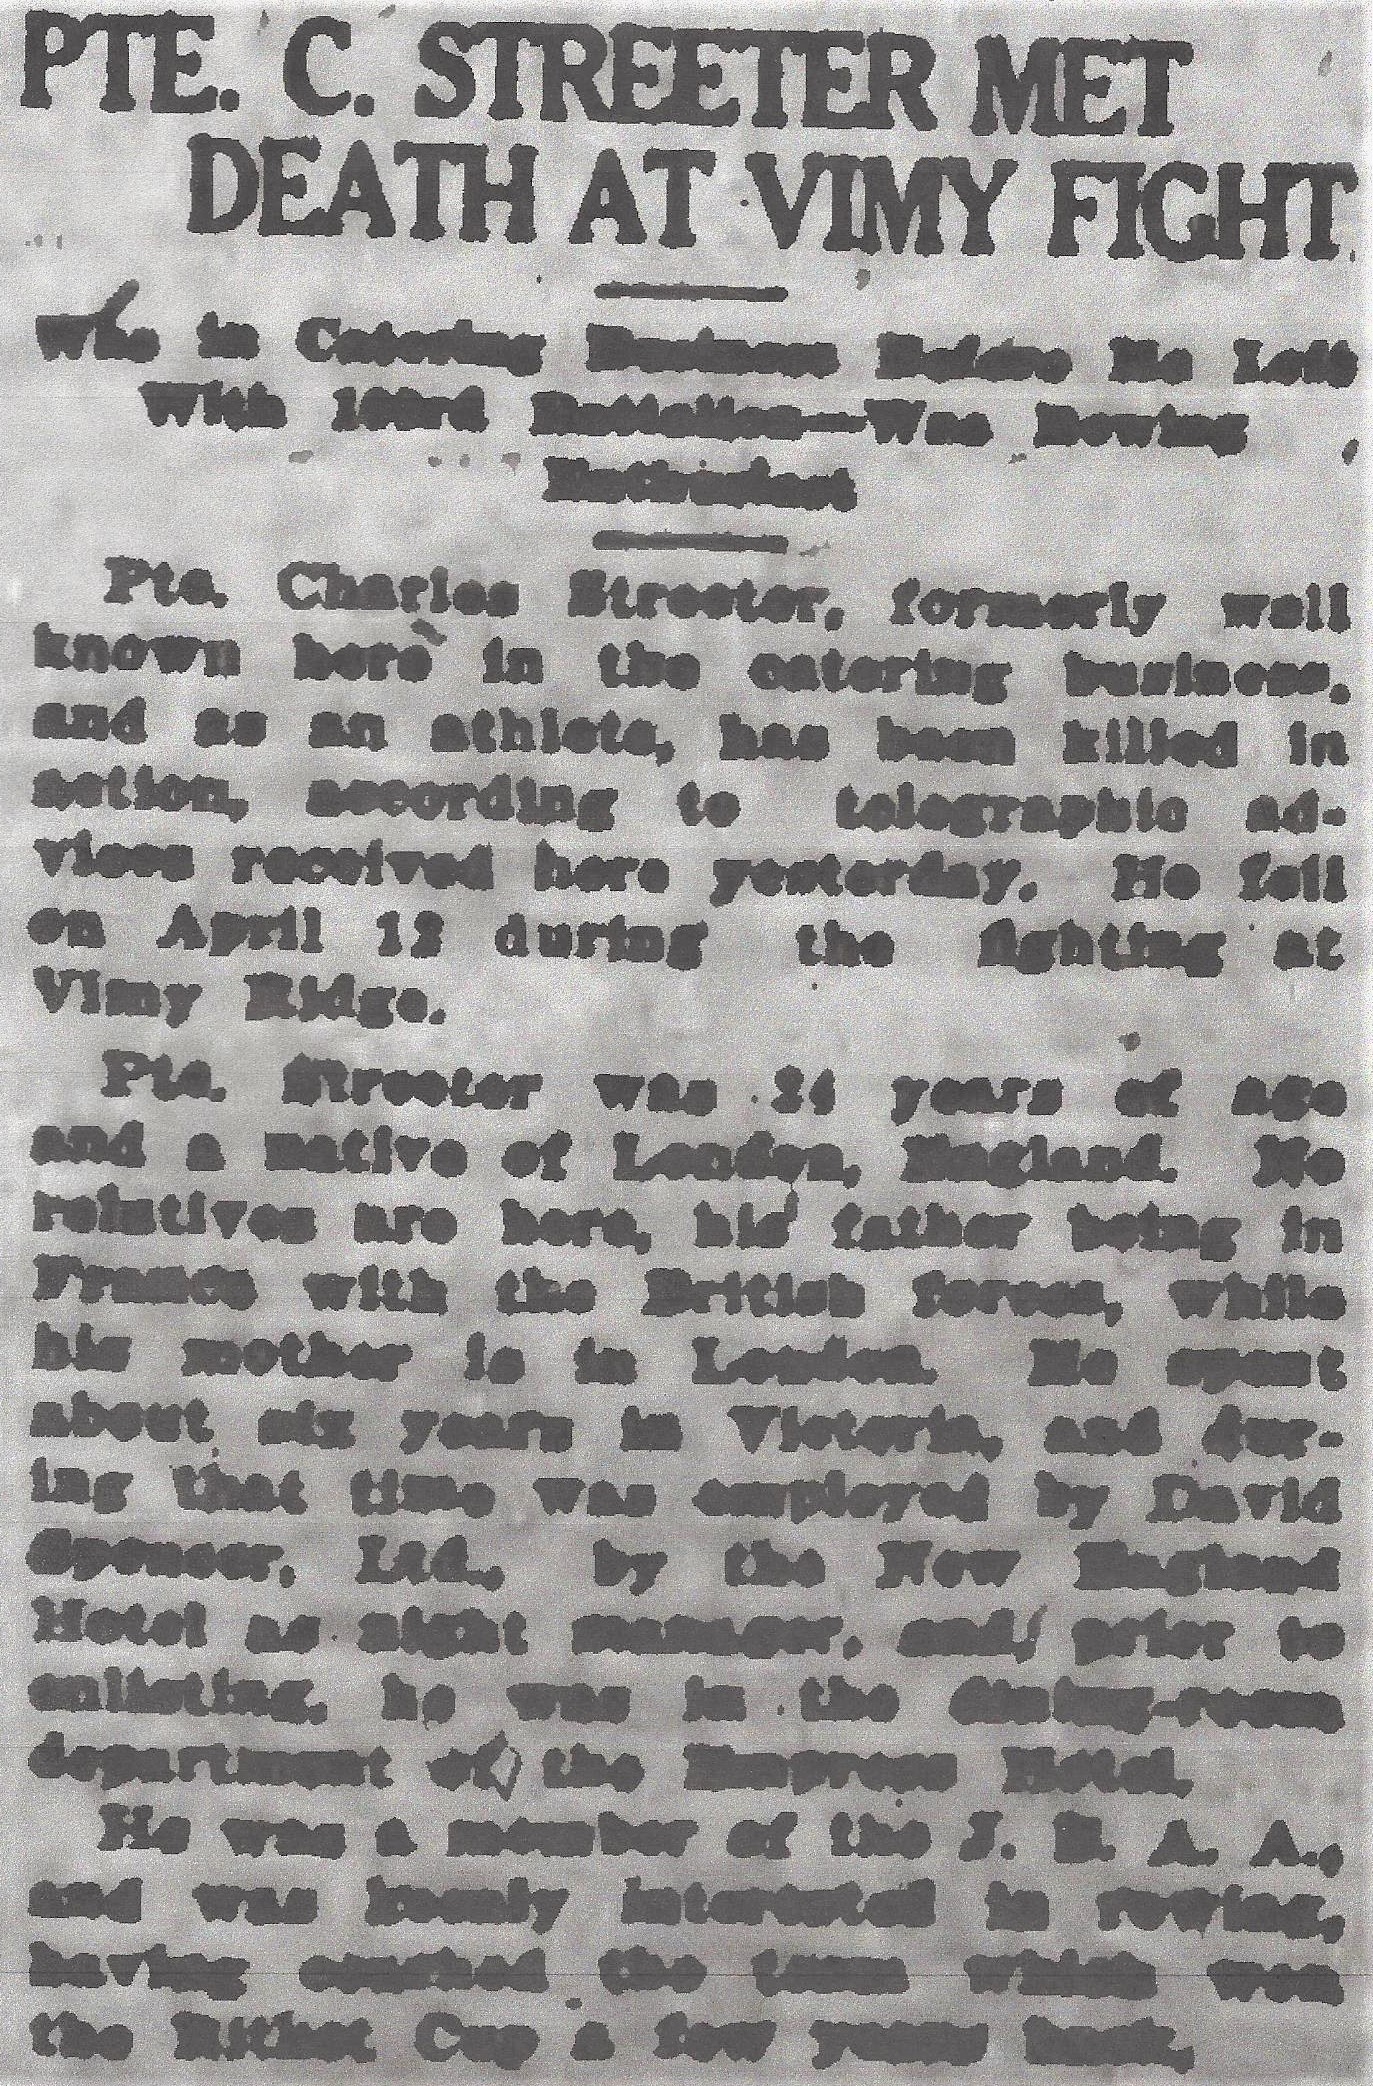 PTE. C. STREETER MET
DEATH AT VIMY FIGHT
Was in Catering Business Before He Left
With 103rd Battalion—Was Rowing
Enthusiast
Pte. Charles Streeter, formerly well
known here in the catering business,
and as an athlete, has been killed in
action, according to telegraphic ad-
vices received here yesterday. He fell
on April 12 during the fighting at
Vimy Ridge.
Pte. Streeter was 24 years of age
and a native of London, England. No
relatives are here, his father being in
France with the British forces, while
his mother is in London. He spent
about six years in Victoria, and dur-
ing that time was employed by David
Spencer, Ltd., by the New England
Hotel as night manager, and, prior to
enlisting, he was in the dining-room
department of the Empress Hotel.
He was a member of the J. B. A. A.,
and was keenly interested in rowing,
having coached the team which won
the Rithet Cup a few years back.